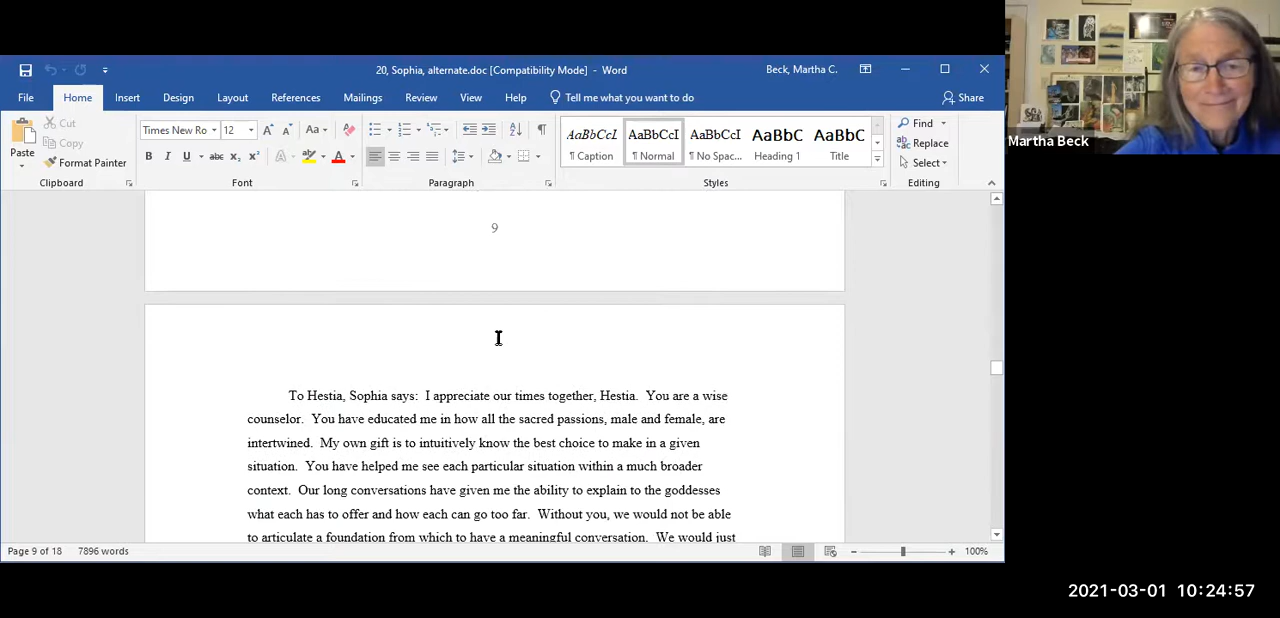 20, Sophia, alternate.doc [Compatibility Mode] - Word
Beck, Martha C.
File Home Insert Design Layout References Mailings Review View Help Tell me what you want to do Share
Paste
Cut
Copy
Format Painter
Clipboard
Times New Ro 12
B I U abc x₂ x²
Font
Paragraph
AaBbCcI AaBbCcI AaBbCcI AaBbC AaBbC
¶ Caption ¶ Normal ¶ No Spac... Heading 1 Title
Styles
Find
Replace
Select
Editing
Martha Beck
9
To Hestia, Sophia says: I appreciate our times together, Hestia. You are a wise
counselor. You have educated me in how all the sacred passions, male and female, are
intertwined. My own gift is to intuitively know the best choice to make in a given
situation. You have helped me see each particular situation within a much broader
context. Our long conversations have given me the ability to explain to the goddesses
what each has to offer and how each can go too far. Without you, we would not be able
to articulate a foundation from which to have a meaningful conversation. We would just
Page 9 of 18 7896 words
100%
2021-03-01 10:24:57